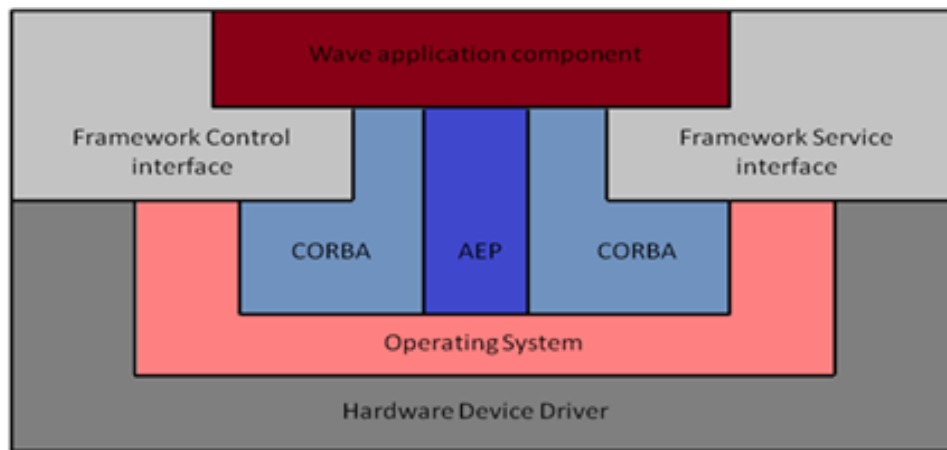 Wave application component
Framework Control
interface
Framework Service
interface
CORBA
AEP
CORBA
Operating System
Hardware Device Driver